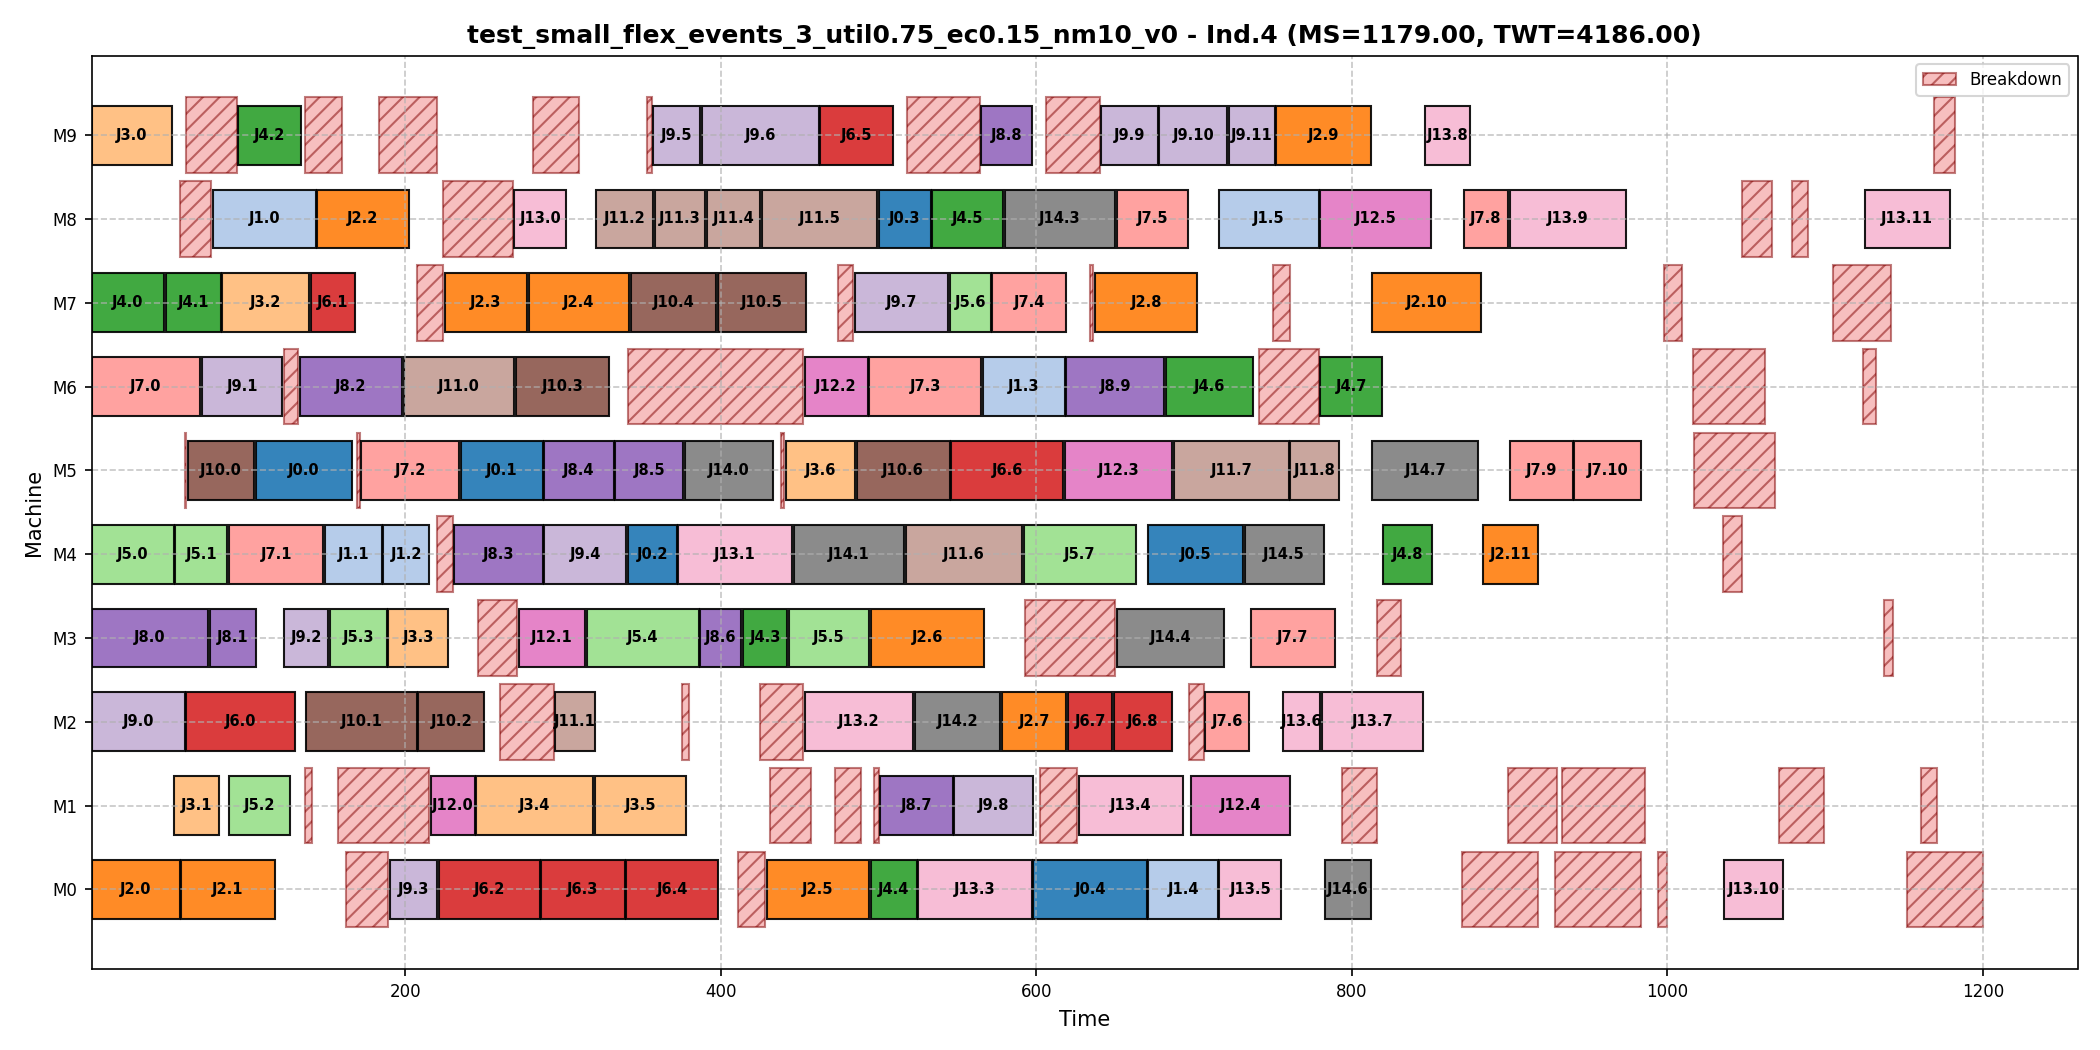 test_small_flex_events_3_util0.75_ec0.15_nm10_v0 - Ind.4 (MS=1179.00, TWT=4186.00)
Breakdown
M9 J3.0 J4.2 J9.5 J9.6 J6.5 J8.8 J9.9 J9.10 J9.11 J2.9 J13.8
M8 J1.0 J2.2 J13.0 J11.2 J11.3 J11.4 J11.5 J0.3 J4.5 J14.3 J7.5 J1.5 J12.5 J7.8 J13.9 J13.11
M7 J4.0 J4.1 J3.2 J6.1 J2.3 J2.4 J10.4 J10.5 J9.7 J5.6 J7.4 J2.8 J2.10
M6 J7.0 J9.1 J8.2 J11.0 J10.3 J12.2 J7.3 J1.3 J8.9 J4.6 J4.7
M5 J10.0 J0.0 J7.2 J0.1 J8.4 J8.5 J14.0 J3.6 J10.6 J6.6 J12.3 J11.7 J11.8 J14.7 J7.9 J7.10
M4 J5.0 J5.1 J7.1 J1.1 J1.2 J8.3 J9.4 J0.2 J13.1 J14.1 J11.6 J5.7 J0.5 J14.5 J4.8 J2.11
M3 J8.0 J8.1 J9.2 J5.3 J3.3 J12.1 J5.4 J8.6 J4.3 J5.5 J2.6 J14.4 J7.7
M2 J9.0 J6.0 J10.1 J10.2 J11.1 J13.2 J14.2 J2.7 J6.7 J6.8 J7.6 J13.6 J13.7
M1 J3.1 J5.2 J12.0 J3.4 J3.5 J8.7 J9.8 J13.4 J12.4
M0 J2.0 J2.1 J9.3 J6.2 J6.3 J6.4 J2.5 J4.4 J13.3 J0.4 J1.4 J13.5 J14.6 J13.10
Machine
200 400 600 800 1000 1200
Time